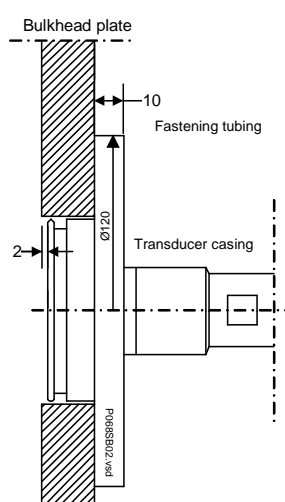 Bulkhead plate
10
Fastening tubing
Ø120
2
Transducer casing
P068SB02.vsd